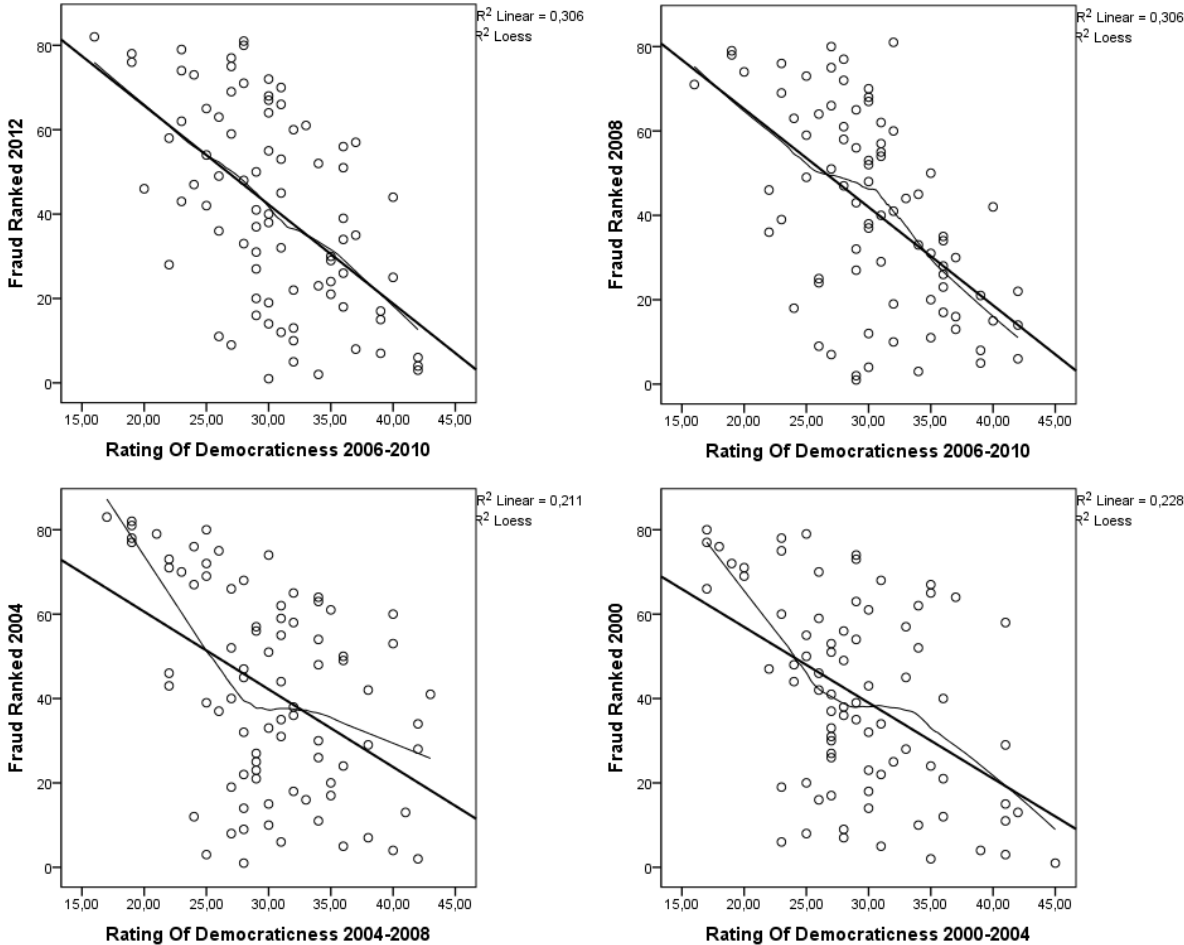 R² Linear = 0,306
R² Loess
Fraud Ranked 2012
80
60
40
20
0
15,00 20,00 25,00 30,00 35,00 40,00 45,00
Rating Of Democraticness 2006-2010
R² Linear = 0,306
R² Loess
Fraud Ranked 2008
80
60
40
20
0
15,00 20,00 25,00 30,00 35,00 40,00 45,00
Rating Of Democraticness 2006-2010
R² Linear = 0,211
R² Loess
Fraud Ranked 2004
80
60
40
20
0
15,00 20,00 25,00 30,00 35,00 40,00 45,00
Rating Of Democraticness 2004-2008
R² Linear = 0,228
R² Loess
Fraud Ranked 2000
80
60
40
20
0
15,00 20,00 25,00 30,00 35,00 40,00 45,00
Rating Of Democraticness 2000-2004